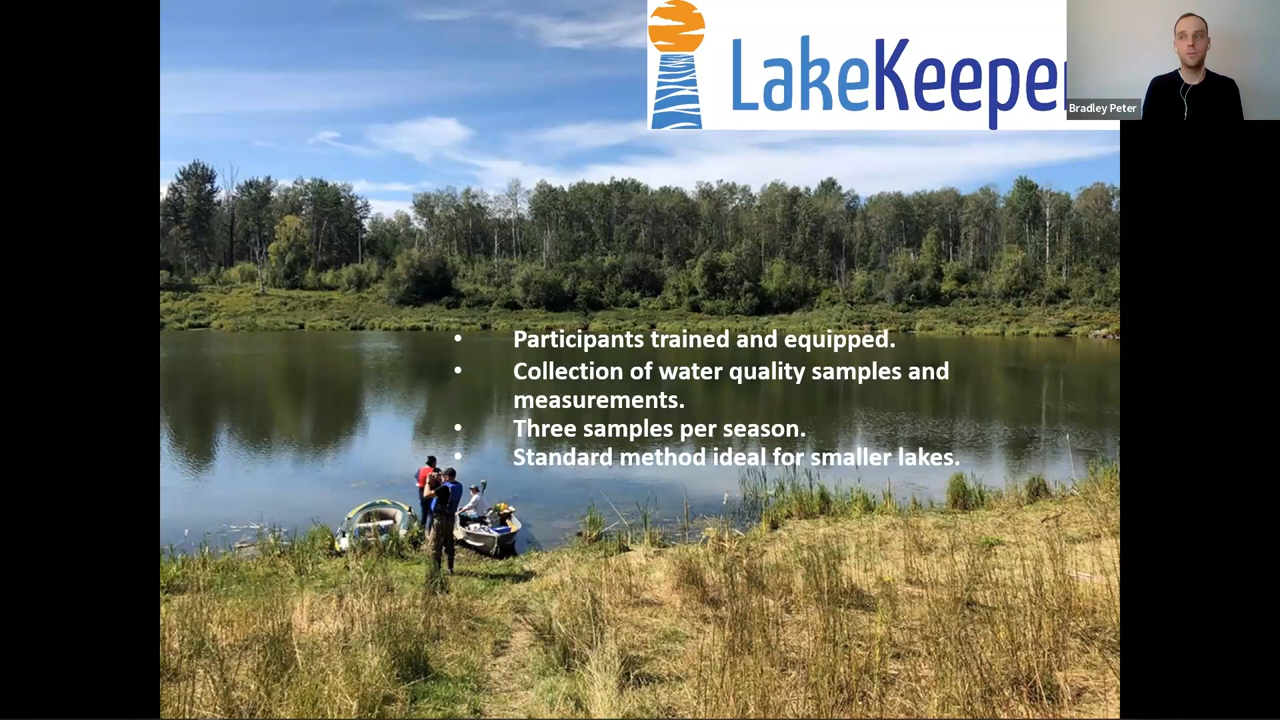 LakeKeeper
Bradley Peter
• Participants trained and equipped.
• Collection of water quality samples and
measurements.
• Three samples per season.
• Standard method ideal for smaller lakes.